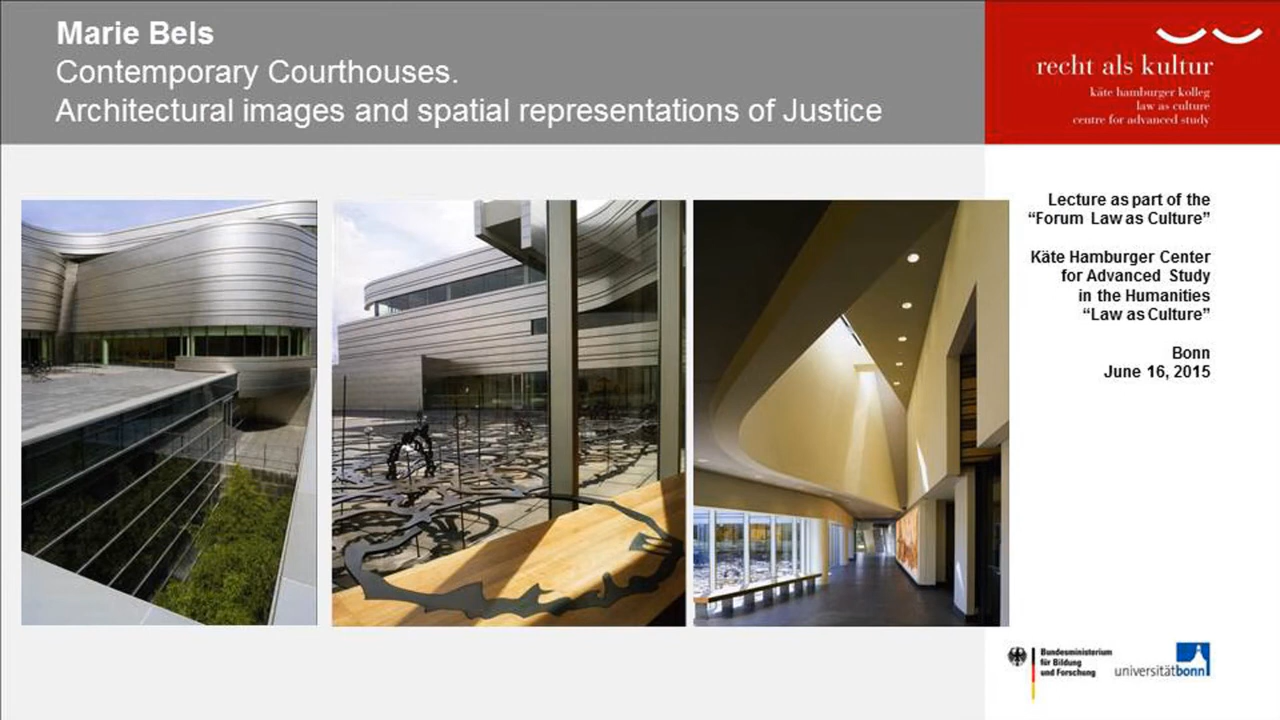 Marie Bels
Contemporary Courthouses.
Architectural images and spatial representations of Justice
recht als kultur
käte hamburger kolleg
law as culture
centre for advanced study
Lecture as part of the
“Forum Law as Culture”
Käte Hamburger Center
for Advanced Study
in the Humanities
“Law as Culture”
Bonn
June 16, 2015
Bundesministerium
für Bildung
und Forschung
universitätbonn